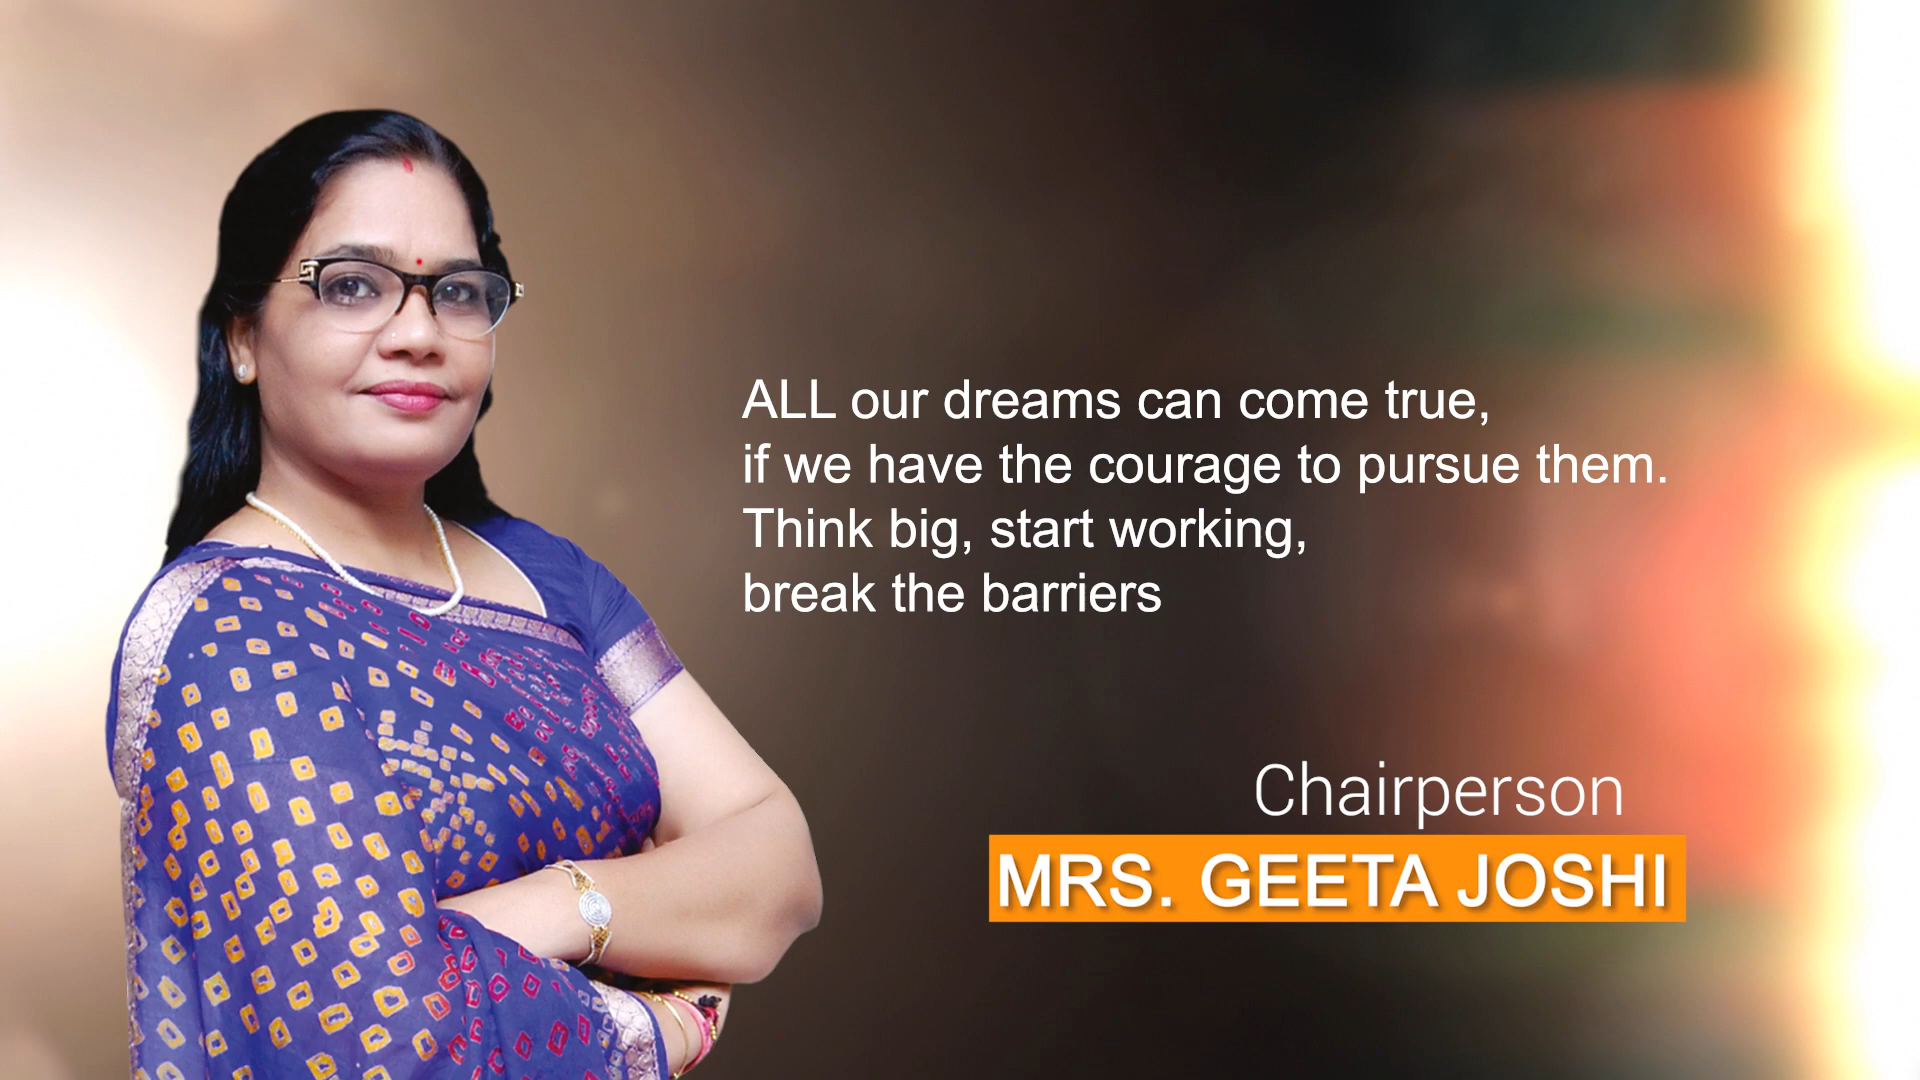 ALL our dreams can come true,
if we have the courage to pursue them.
Think big, start working,
break the barriers
Chairperson
MRS. GEETA JOSHI